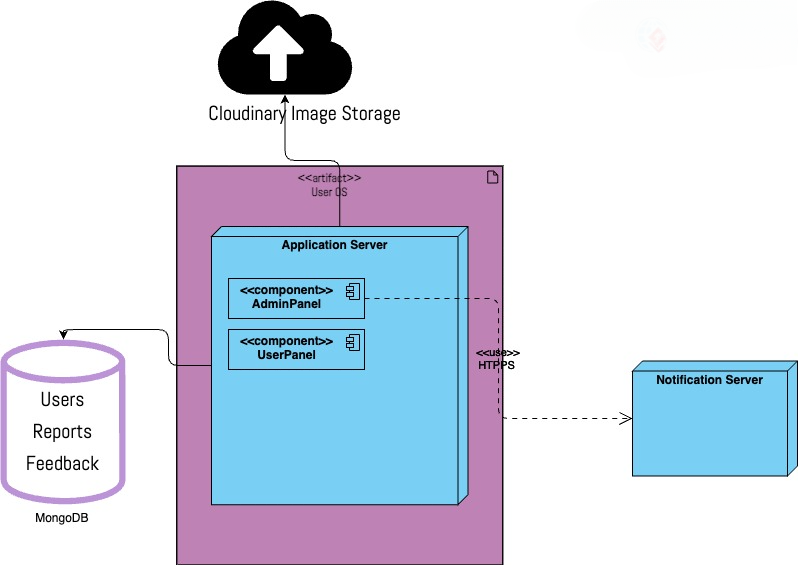 Cloudinary Image Storage
<<artifact>>
User OS
Application Server
<<component>>
AdminPanel
<<component>>
UserPanel
<<use>>
HTPPS
Notification Server
Users
Reports
Feedback
MongoDB